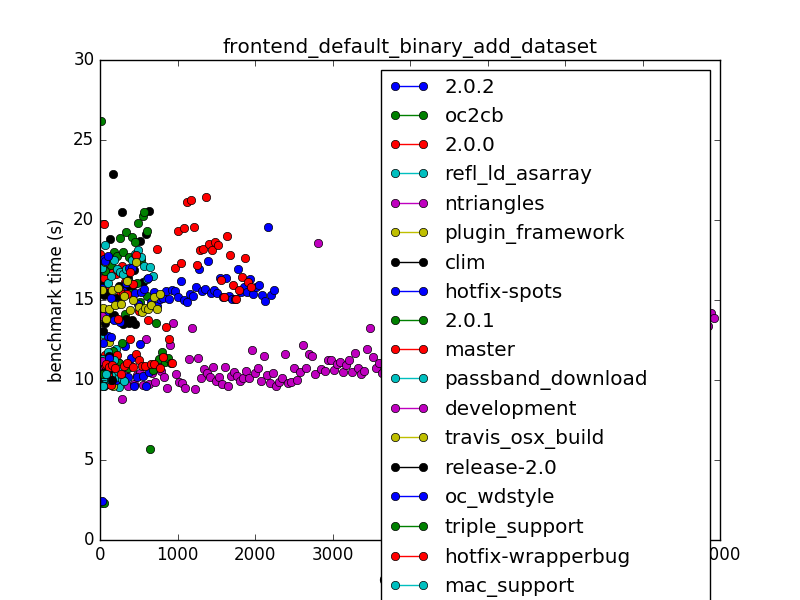 frontend_default_binary_add_dataset
benchmark time (s)
30
25
20
15
10
5
0
0
1000
2000
3000
000
2.0.2
oc2cb
2.0.0
refl_ld_asarray
ntriangles
plugin_framework
clim
hotfix-spots
2.0.1
master
passband_download
development
travis_osx_build
release-2.0
oc_wdstyle
triple_support
hotfix-wrapperbug
mac_support